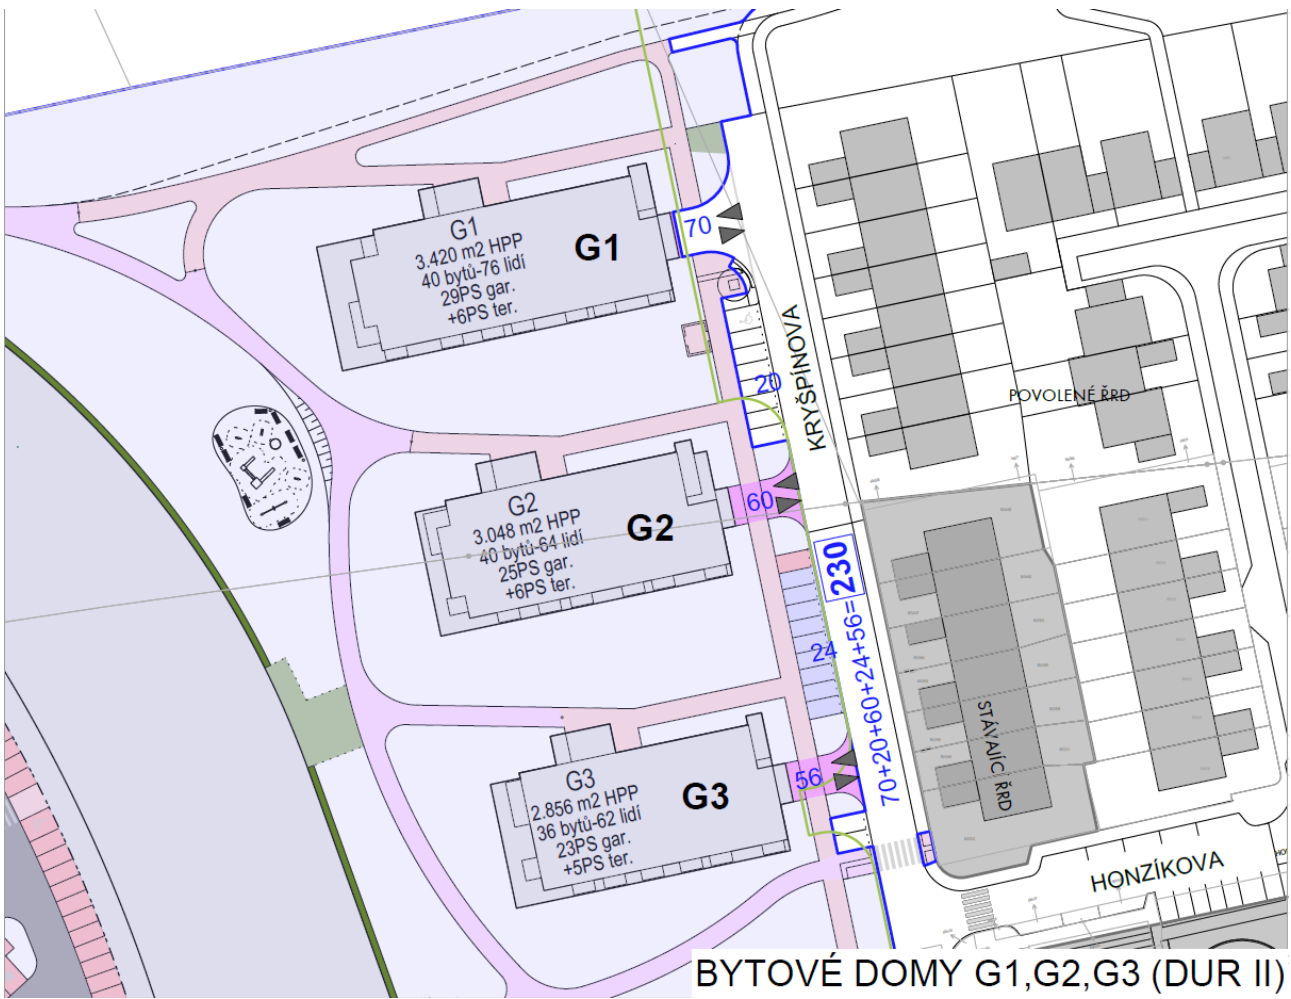 G1
3.420 m2 HPP
40 bytů-76 lidí
29PS gar.
+6PS ter.
G1
70
20
KRYŠPÍNOVA
POVOLENÉ ŘRD
G2
3.048 m2 HPP
40 bytů-64 lidí
25PS gar.
+6PS ter.
G2
60
24
70+20+60+24+56= 230
STÁVAJÍC ŘRD
G3
2.856 m2 HPP
36 bytů-62 lidí
23PS gar.
+5PS ter.
G3
56
HONZÍKOVA
BYTOVÉ DOMY G1,G2,G3 (DUR II)